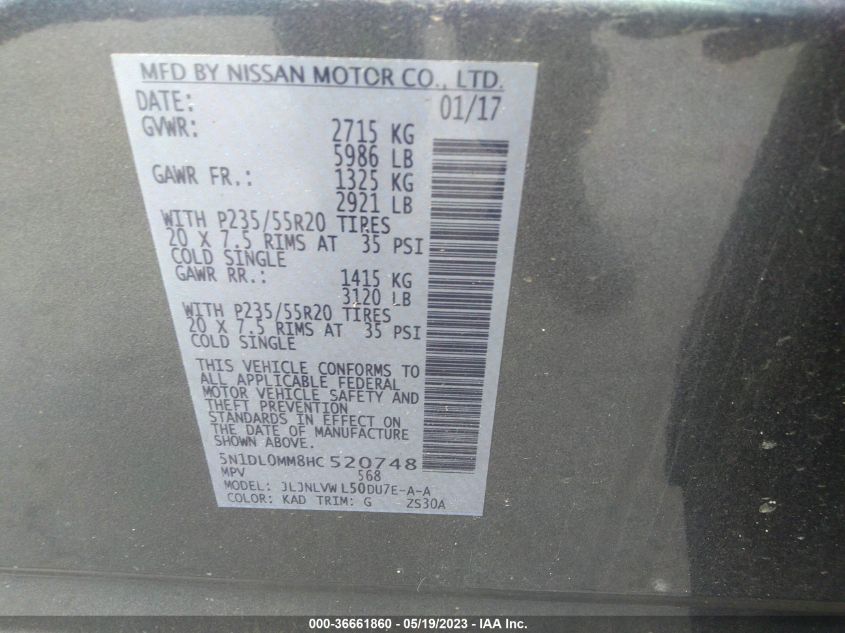 MFD BY NISSAN MOTOR CO., LTD.
DATE: 01/17
GVWR: 2715 KG
5986 LB
GAWR FR.: 1325 KG
2921 LB
WITH P235/55R20 TIRES
20 X 7.5 RIMS AT 35 PSI
COLD SINGLE
GAWR RR.: 1415 KG
3120 LB
WITH P235/55R20 TIRES
20 X 7.5 RIMS AT 35 PSI
COLD SINGLE
THIS VEHICLE CONFORMS TO
ALL APPLICABLE FEDERAL
MOTOR VEHICLE SAFETY AND
THEFT PREVENTION
STANDARDS IN EFFECT ON
THE DATE OF MANUFACTURE
SHOWN ABOVE.
5N1DL0MM8HC 520748
MPV 568
MODEL: JLJNLVW L50DU7E-A-A
COLOR: KAD TRIM: G ZS30A
000-36661860 - 05/19/2023 - IAA Inc.